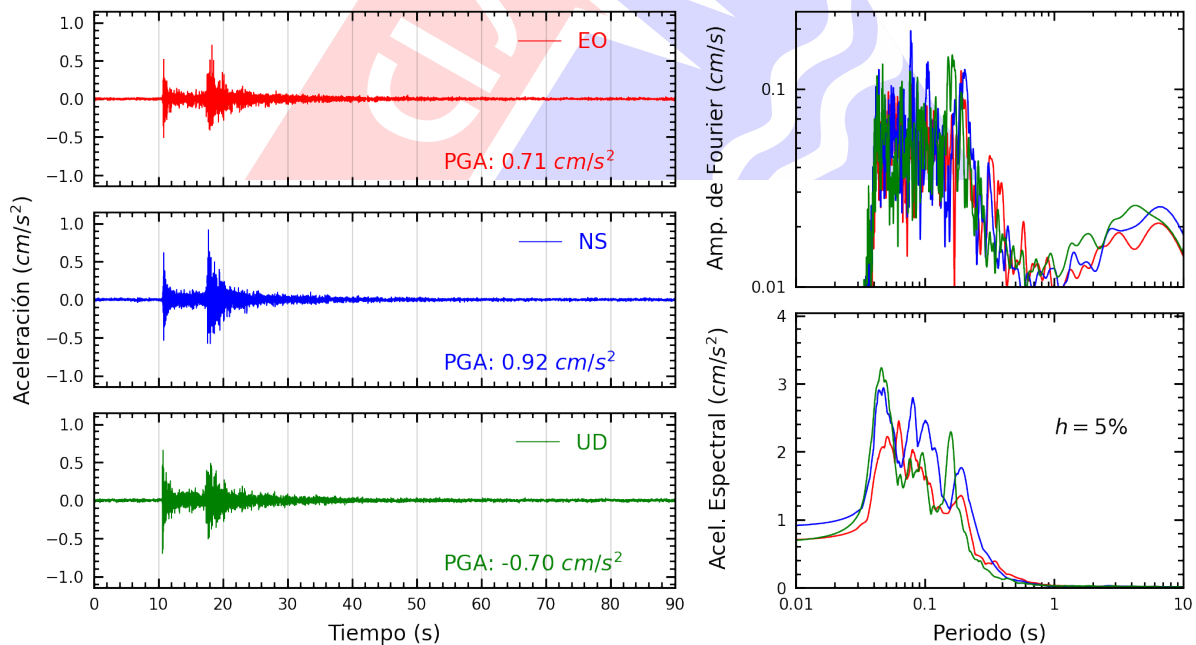 Aceleración (cm/s²)
1.0
0.5
0.0
−0.5
−1.0
EO
PGA: 0.71 cm/s²
1.0
0.5
0.0
−0.5
−1.0
NS
PGA: 0.92 cm/s²
1.0
0.5
0.0
−0.5
−1.0
UD
PGA: -0.70 cm/s²
0 10 20 30 40 50 60 70 80 90
Tiempo (s)
Amp. de Fourier (cm/s)
0.1
0.01
Acel. Espectral (cm/s²)
4
3
2
1
0
h = 5%
0.01 0.1 1 10
Periodo (s)